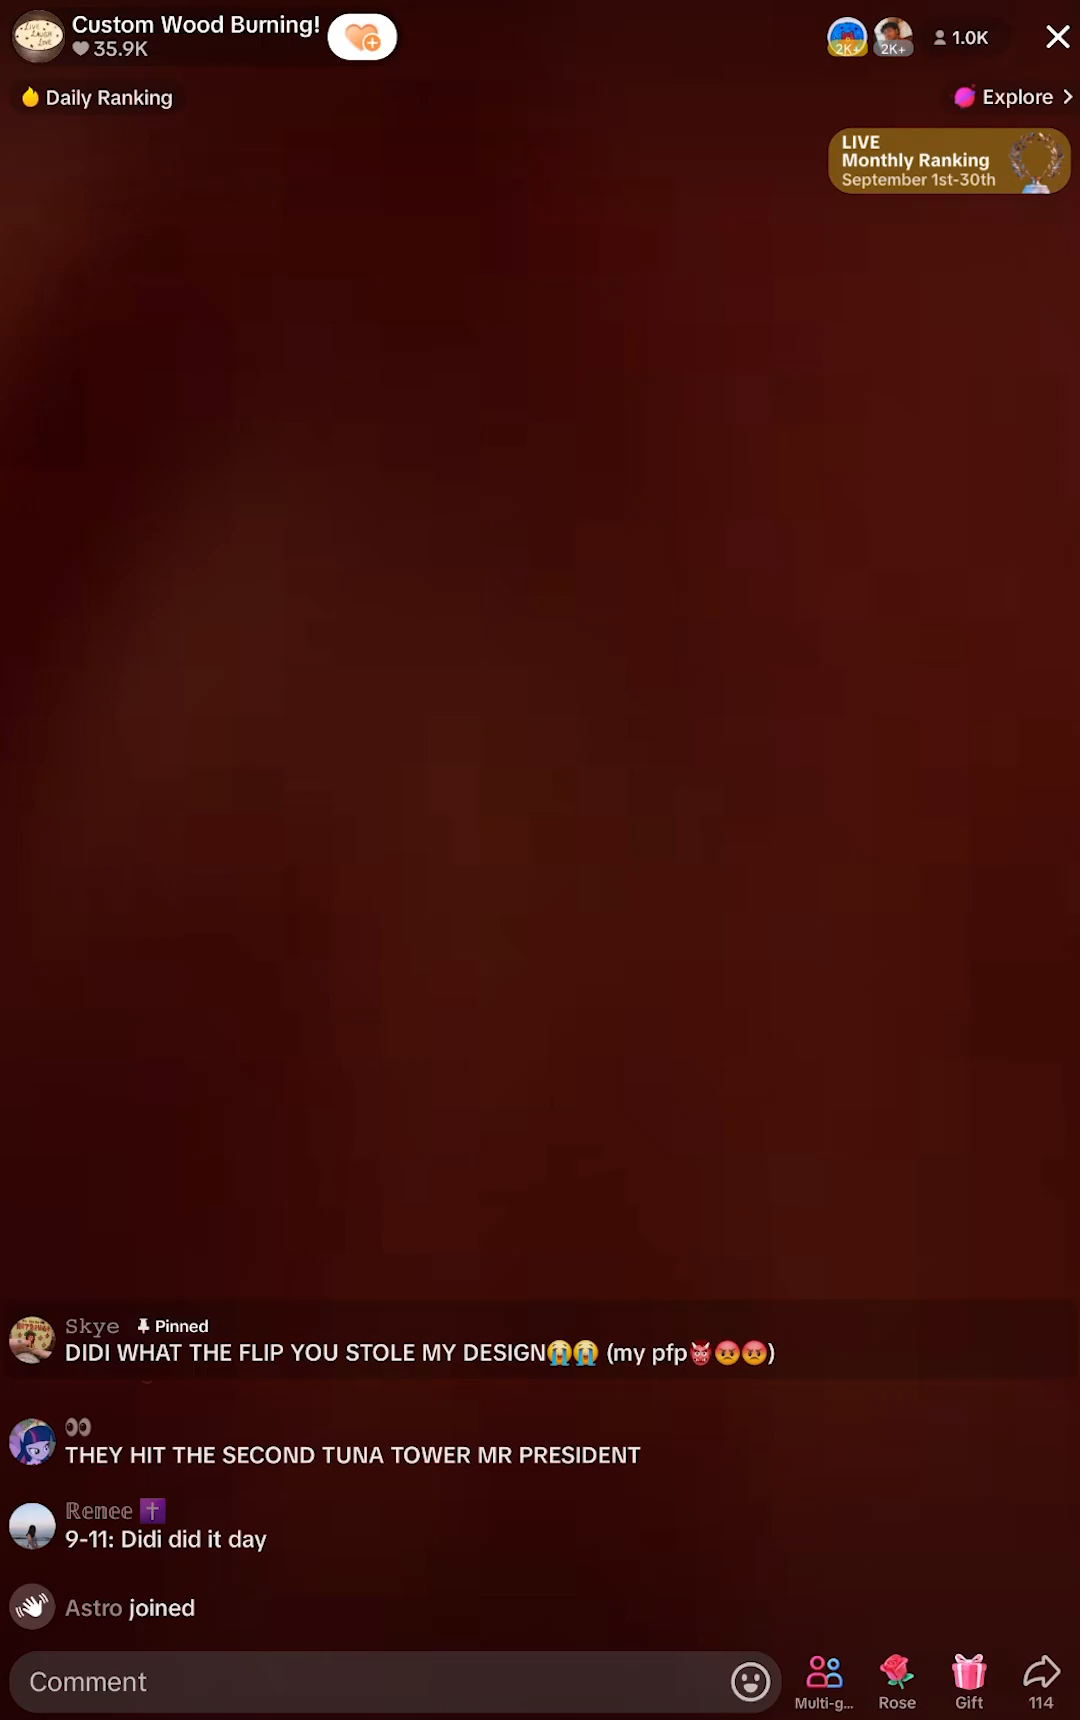 Custom Wood Burning!
35.9K
2K+
2K+
1.0K
Daily Ranking
Explore
LIVE
Monthly Ranking
September 1st-30th
Skye Pinned
DIDI WHAT THE FLIP YOU STOLE MY DESIGN😭😭 (my pfp👹😡😡)
👀
THEY HIT THE SECOND TUNA TOWER MR PRESIDENT
ℝ𝕖𝕟𝕖𝕖 ✝️
9-11: Didi did it day
Astro joined
Comment
Multi-g...
Rose
Gift
114